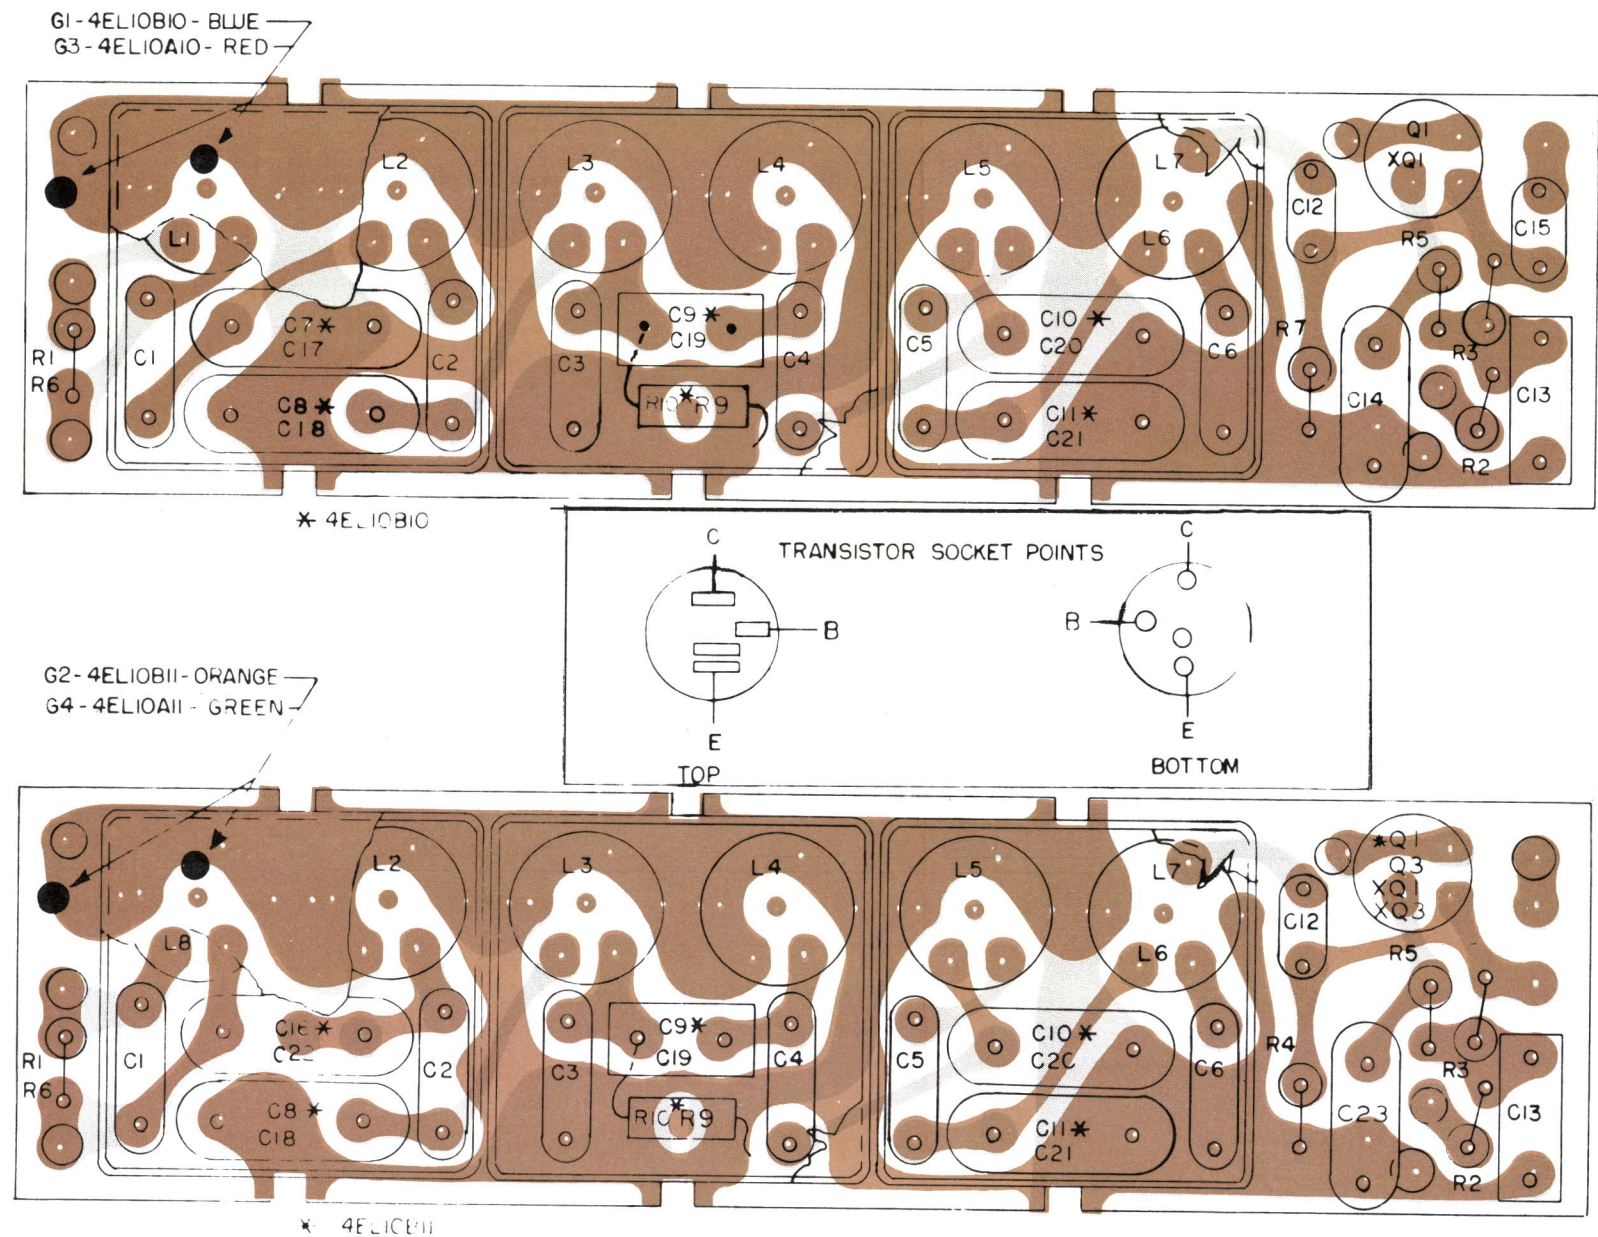 G1-4EL10B10-BLUE
G3-4EL10A10-RED
L1
L2
L3
L4
L5
L6
L7
Q1
XQ1
C12
C15
R5
R7
R3
R2
C14
C13
R1
R6
C1
C7*
C17
C8*
C18
C2
C3
C9*
C19
R10*R9
C4
C5
C10*
C20
C11*
C21
C6
* 4EL10B10
TRANSISTOR SOCKET POINTS
C
B
E
TOP
C
B
E
BOTTOM
G2-4EL10B11-ORANGE
G4-4EL10A11-GREEN
L8
L2
L3
L4
L5
L6
L7
*Q1
Q3
XQ1
XQ3
C12
R5
R4
R3
R2
C23
C13
R1
R6
C1
C16*
C22
C8*
C18
C2
C3
C9*
C19
R10*R9
C4
C5
C10*
C20
C11*
C21
C6
* 4EL10B11